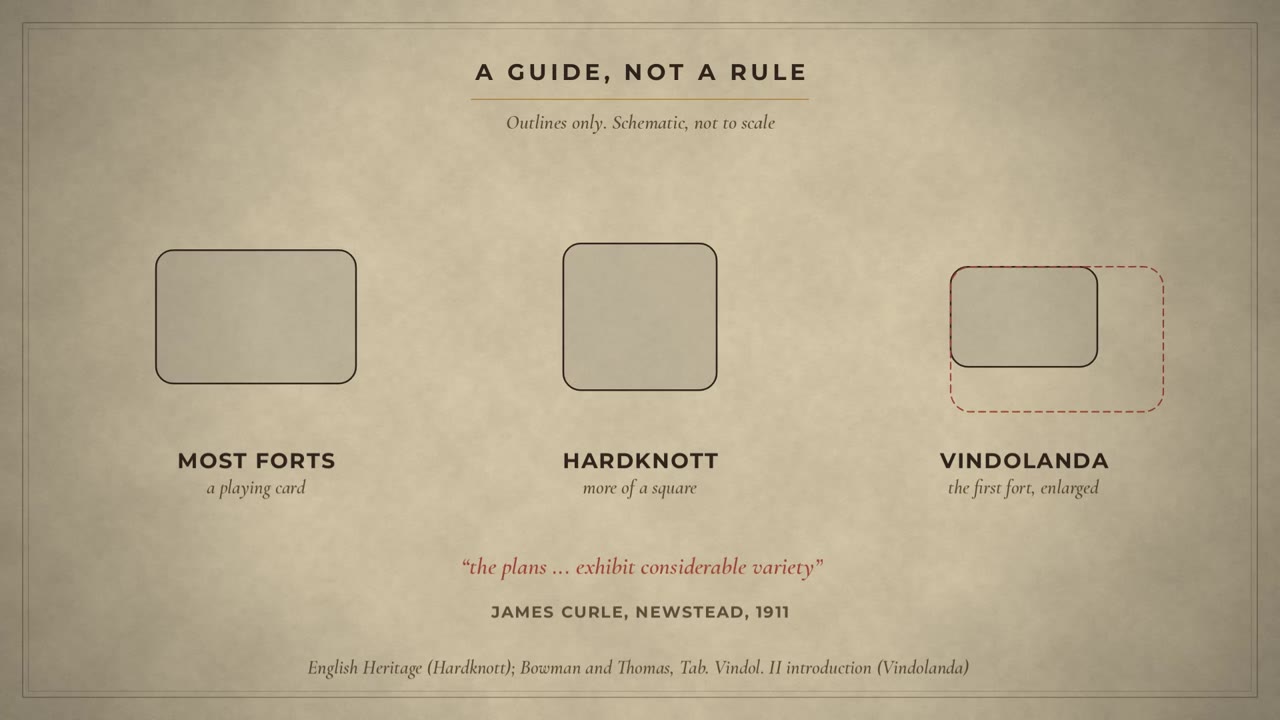 A GUIDE, NOT A RULE
Outlines only. Schematic, not to scale
MOST FORTS
a playing card
HARDKNOTT
more of a square
VINDOLANDA
the first fort, enlarged
“the plans ... exhibit considerable variety”
JAMES CURLE, NEWSTEAD, 1911
English Heritage (Hardknott); Bowman and Thomas, Tab. Vindol. II introduction (Vindolanda)